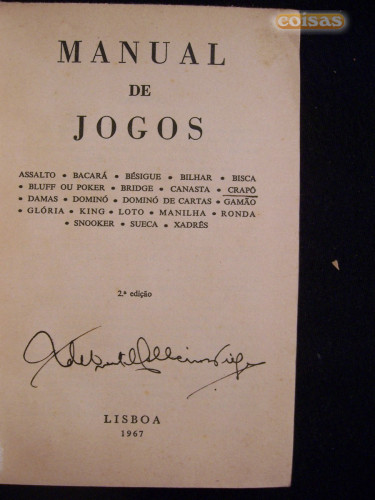 eoisas
MANUAL
DE
JOGOS
ASSALTO • BACARÁ • BÉSIGUE • BILHAR • BISCA
• BLUFF OU POKER • BRIDGE • CANASTA • CRAPÔ
• DAMAS • DOMINÓ • DOMINÓ DE CARTAS • GAMÃO
• GLÓRIA • KING • LOTO • MANILHA • RONDA
• SNOOKER • SUECA • XADRÊS
2.ª edição
LISBOA
1967